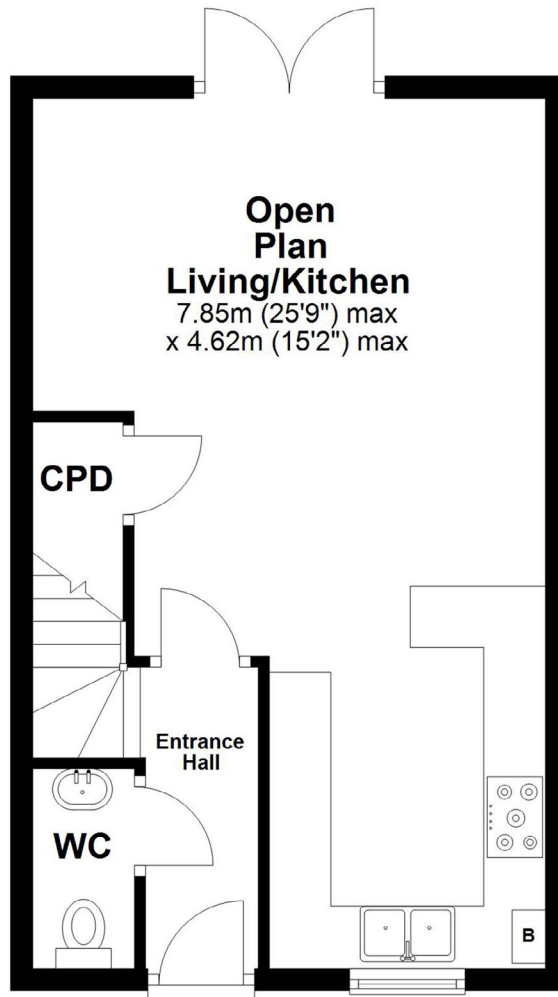 Open
Plan
Living/Kitchen
7.85m (25'9") max
x 4.62m (15'2") max
CPD
Entrance
Hall
WC
B